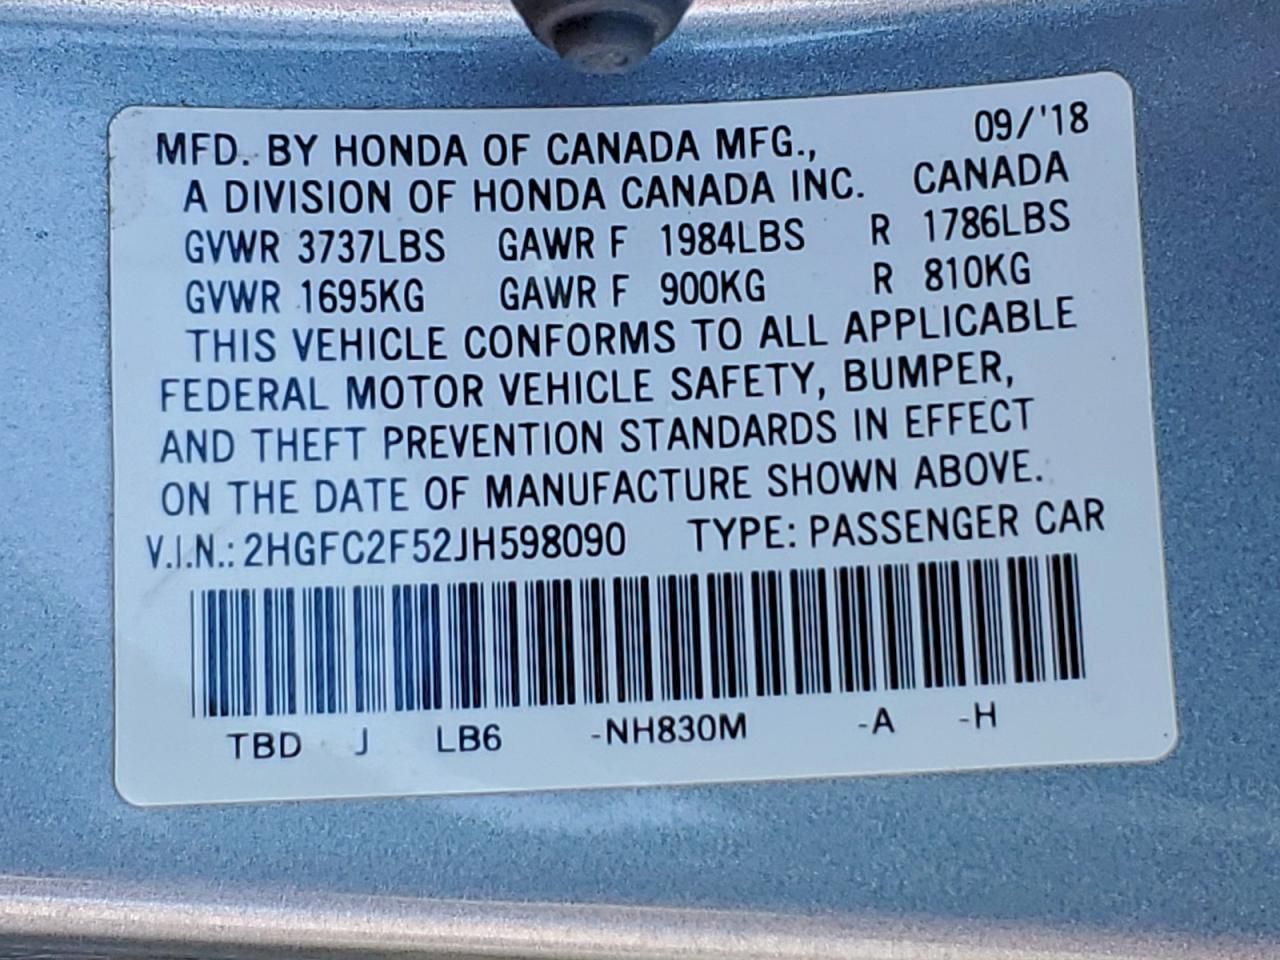 MFD. BY HONDA OF CANADA MFG., 09/'18
A DIVISION OF HONDA CANADA INC. CANADA
GVWR 3737LBS GAWR F 1984LBS R 1786LBS
GVWR 1695KG GAWR F 900KG R 810KG
THIS VEHICLE CONFORMS TO ALL APPLICABLE
FEDERAL MOTOR VEHICLE SAFETY, BUMPER,
AND THEFT PREVENTION STANDARDS IN EFFECT
ON THE DATE OF MANUFACTURE SHOWN ABOVE.
V.I.N.: 2HGFC2F52JH598090 TYPE: PASSENGER CAR
TBD J LB6 -NH830M -A -H